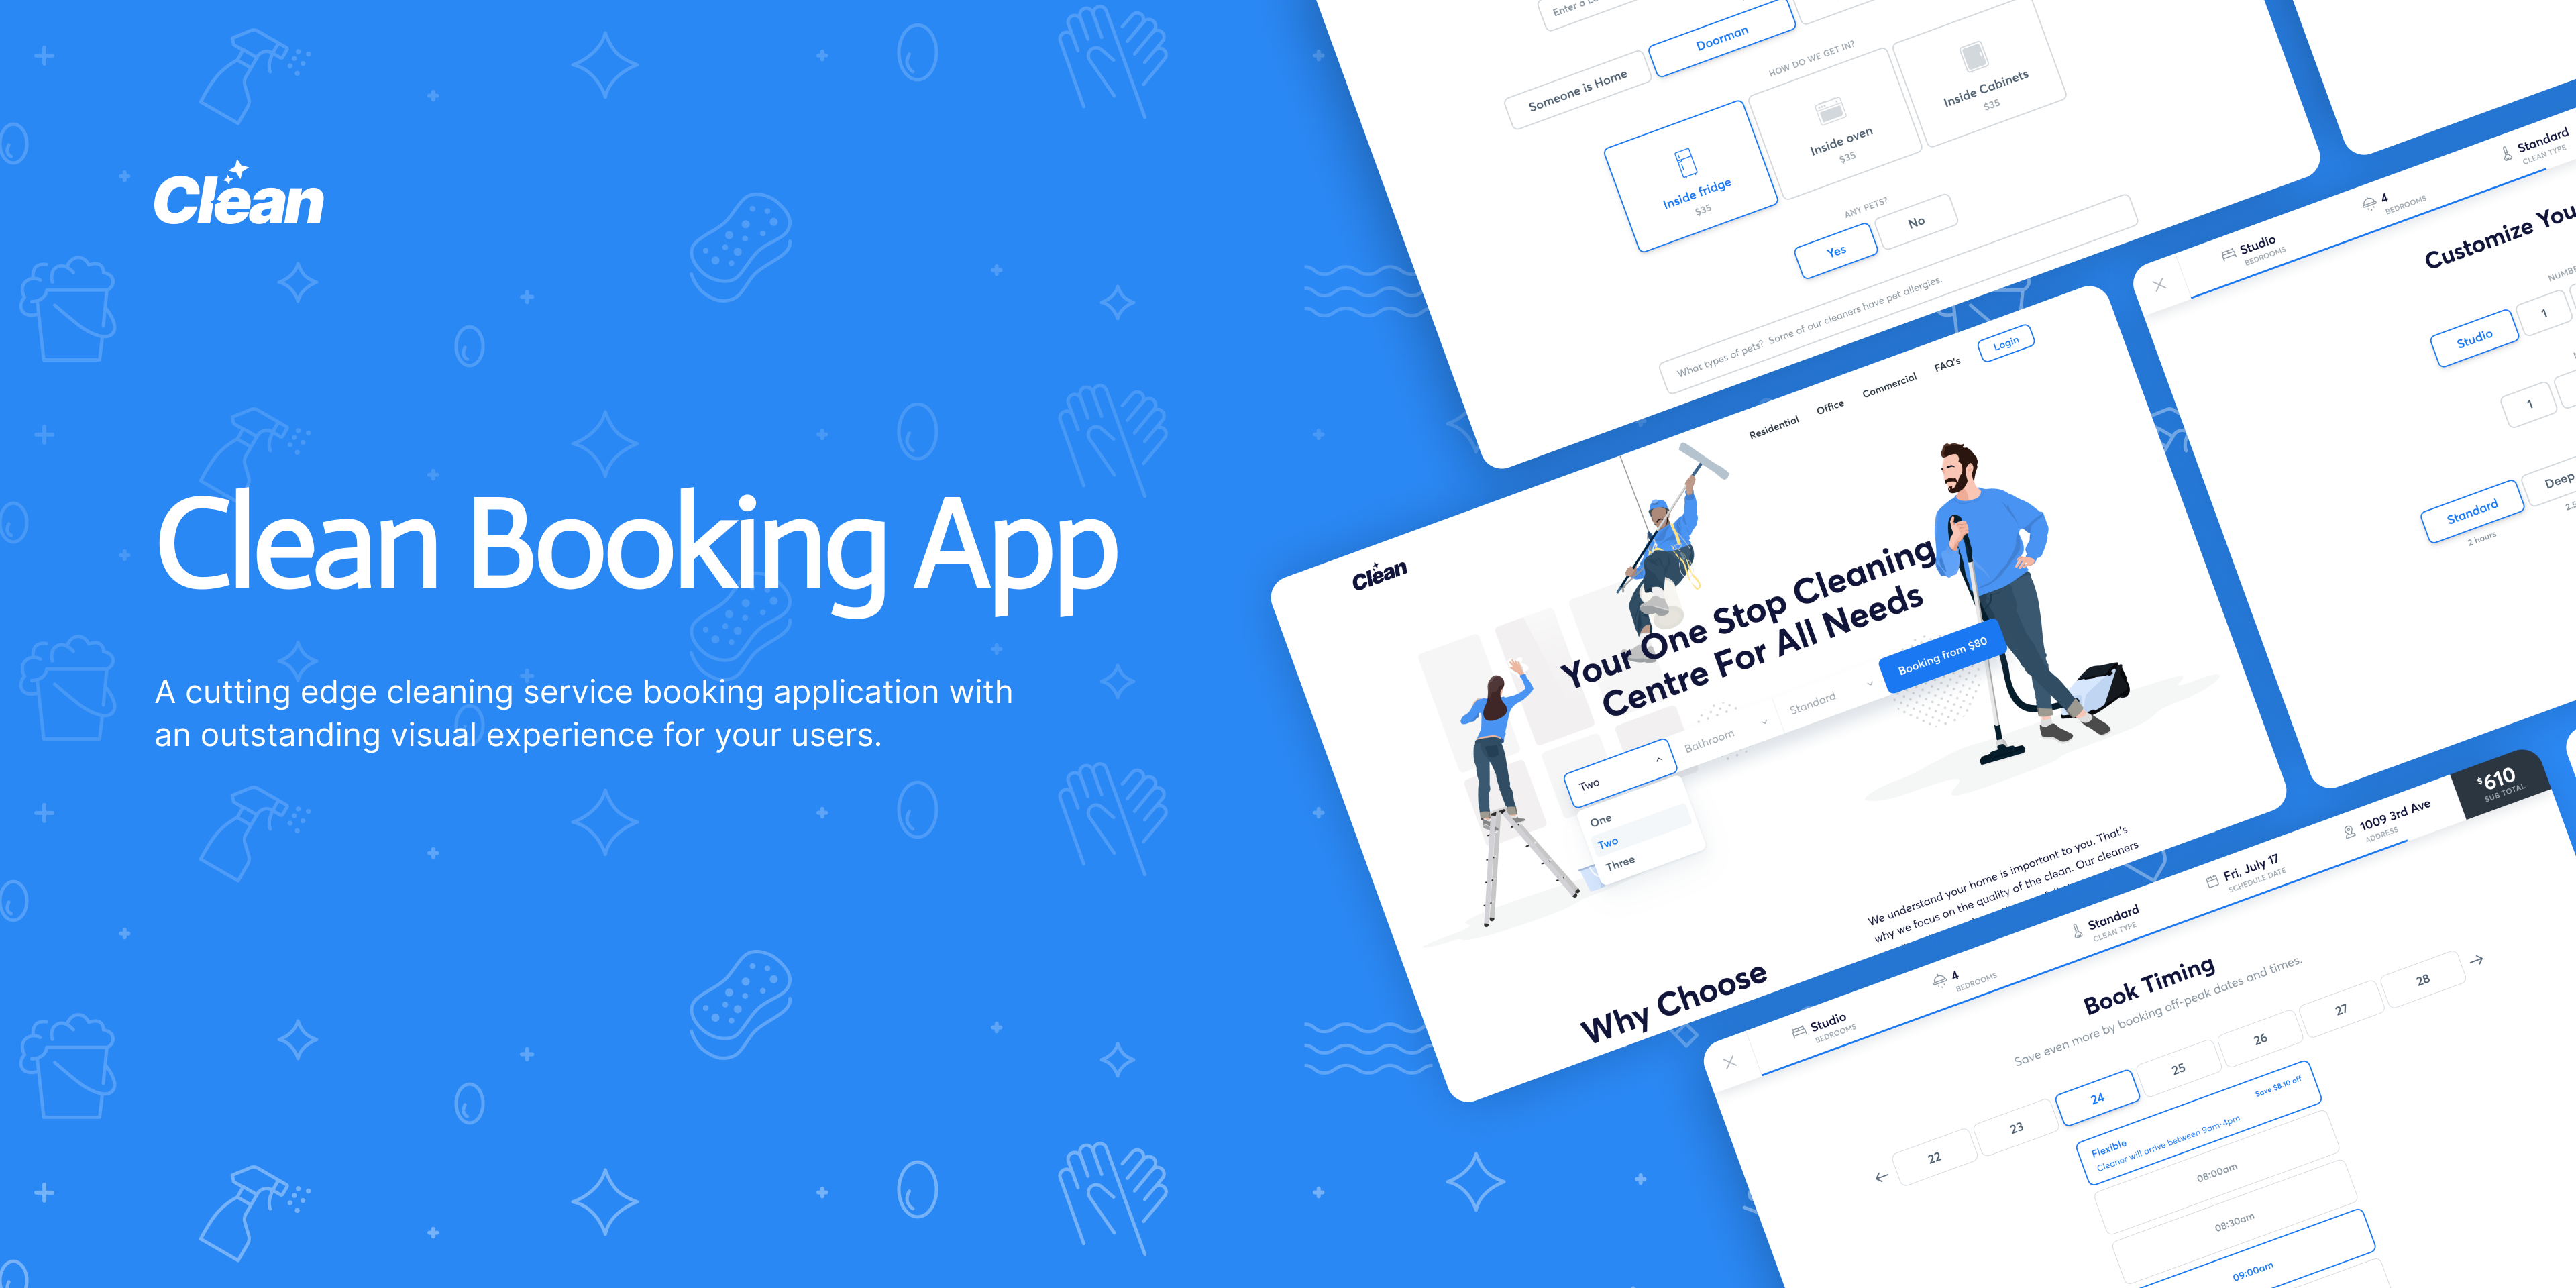 Clean
Clean Booking App
A cutting edge cleaning service booking application with
an outstanding visual experience for your users.
Enter a
Someone is Home
Doorman
HOW DO WE GET IN?
Inside fridge
$35
Inside oven
$35
Inside Cabinets
$35
ANY PETS?
Yes
No
What types of pets? Some of our cleaners have pet allergies.
Clean
Residential
Office
Commercial
FAQ's
Login
Your One Stop Cleaning
Centre For All Needs
Two
Bathroom
Standard
Booking from $80
One
Two
Three
We understand your home is important to you. That's
why we focus on the quality of the clean. Our cleaners
Why Choose
Studio
BEDROOMS
4
BEDROOMS
Standard
CLEAN TYPE
Customize You
NUMBE
Studio
1
1
Standard
2 hours
Deep
2.5
Studio
BEDROOMS
4
BEDROOMS
Standard
CLEAN TYPE
Fri, July 17
SCHEDULE DATE
1009 3rd Ave
ADDRESS
$610
SUB TOTAL
Book Timing
Save even more by booking off-peak dates and times.
22
23
24
25
26
27
28
Flexible
Save $8.10 off
Cleaner will arrive between 9am-4pm
08:00am
08:30am
09:00am